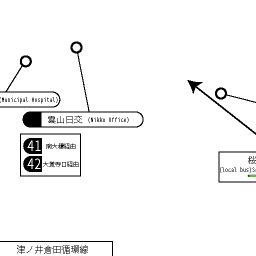 (Municipal Hospital)
雲山日交 (Nikko Office)
41 南大橋経由
42 大覚寺口経由
桜
(local bus)S
津ノ井倉田循環線